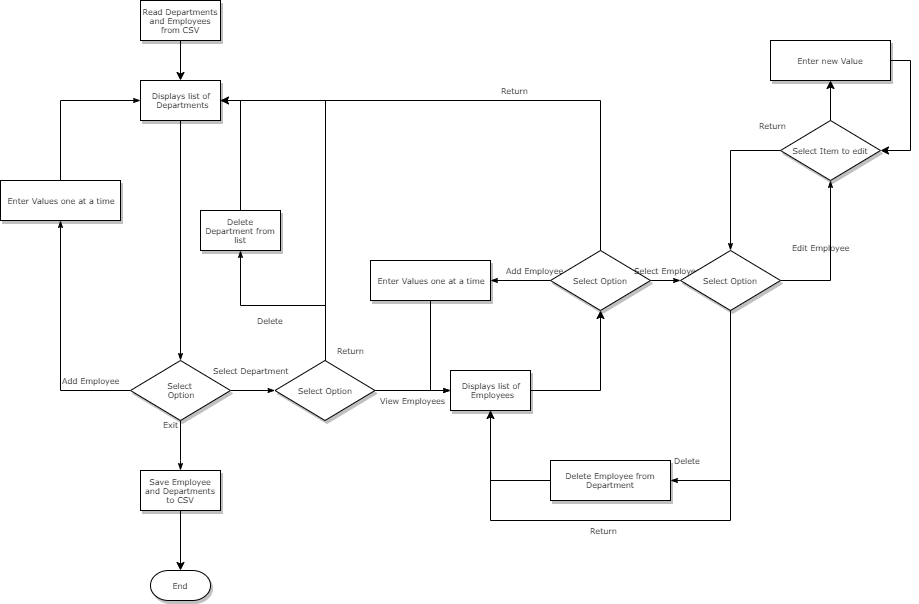 Read Departments
and Employees
from CSV
Displays list of
Departments
Return
Enter new Value
Return
Select Item to edit
Enter Values one at a time
Delete
Department from
list
Edit Employee
Add Employee
Select Employe
Enter Values one at a time
Select Option
Select Option
Delete
Return
Add Employee
Select
Option
Select Department
Select Option
View Employees
Displays list of
Employees
Exit
Save Employee
and Departments
to CSV
Delete Employee from
Department
Delete
Return
End